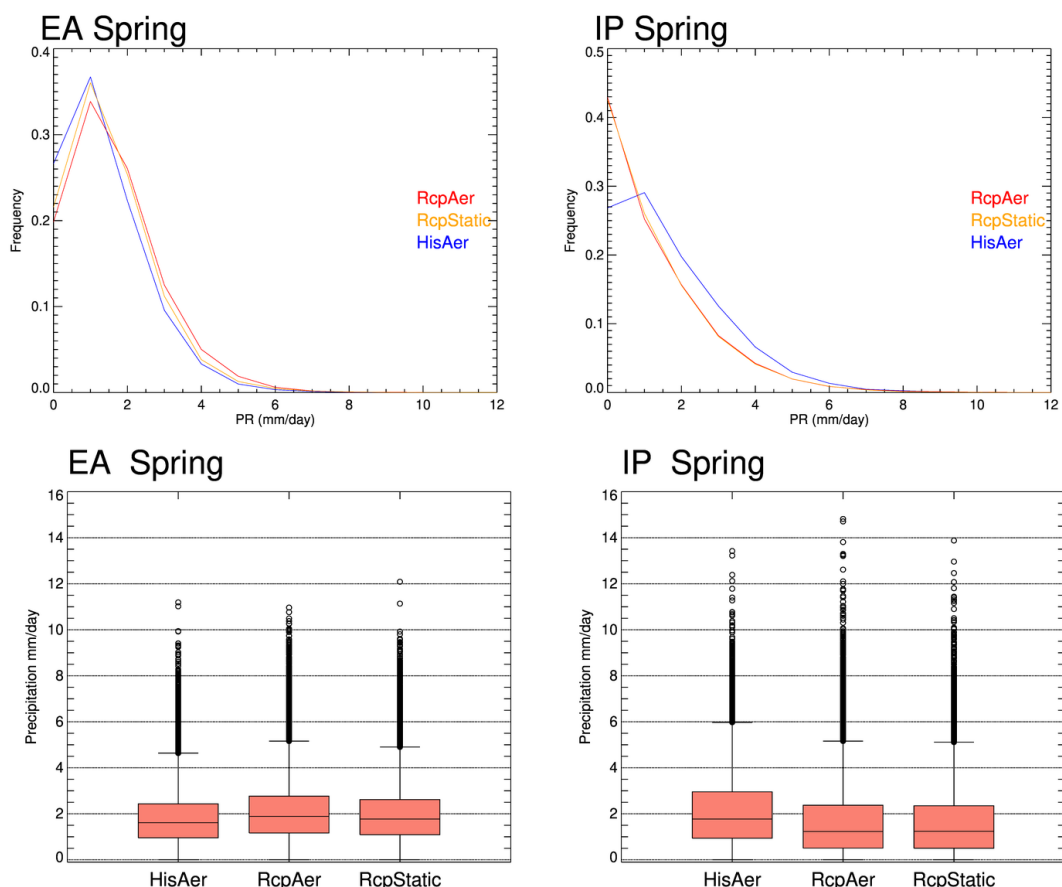 EA Spring
0.4
0.3
0.2
0.1
0.0
Frequency
0 2 4 6 8 10 12
PR (mm/day)
RcpAer
RcpStatic
HisAer
IP Spring
0.5
0.4
0.3
0.2
0.1
0.0
Frequency
0 2 4 6 8 10 12
PR (mm/day)
RcpAer
RcpStatic
HisAer
EA Spring
16
14
12
10
8
6
4
2
0
Precipitation mm/day
HisAer RcpAer RcpStatic
IP Spring
16
14
12
10
8
6
4
2
0
Precipitation mm/day
HisAer RcpAer RcpStatic